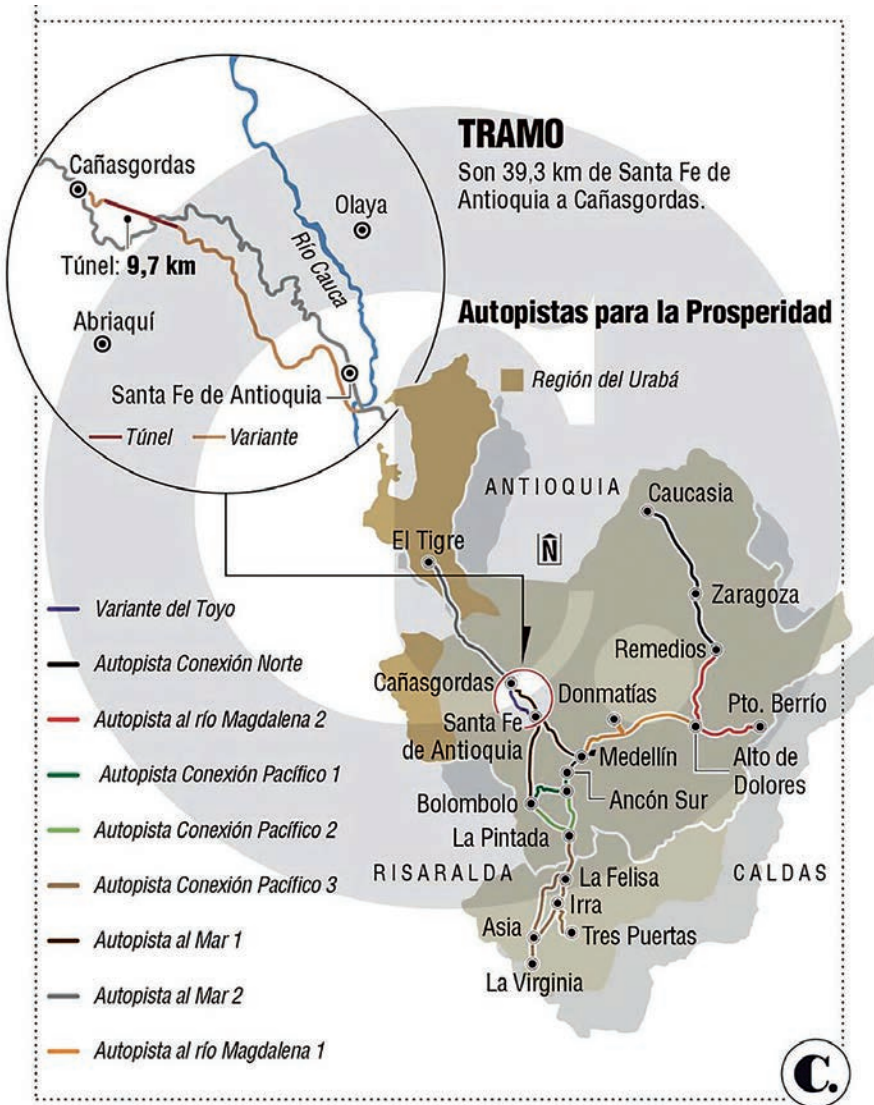 TRAMO
Son 39,3 km de Santa Fe de
Antioquia a Cañasgordas.
Cañasgordas
Olaya
Río Cauca
Túnel: 9,7 km
Abriaquí
Santa Fe de Antioquia
Túnel
Variante
Autopistas para la Prosperidad
Región del Urabá
ANTIOQUIA
Caucasia
N
El Tigre
Zaragoza
Remedios
Cañasgordas
Donmatías
Pto. Berrío
Santa Fe
de Antioquia
Medellín
Alto de
Dolores
Ancón Sur
Bolombolo
La Pintada
RISARALDA
CALDAS
La Felisa
Irra
Asia
Tres Puertas
La Virginia
Variante del Toyo
Autopista Conexión Norte
Autopista al río Magdalena 2
Autopista Conexión Pacífico 1
Autopista Conexión Pacífico 2
Autopista Conexión Pacífico 3
Autopista al Mar 1
Autopista al Mar 2
Autopista al río Magdalena 1
C.